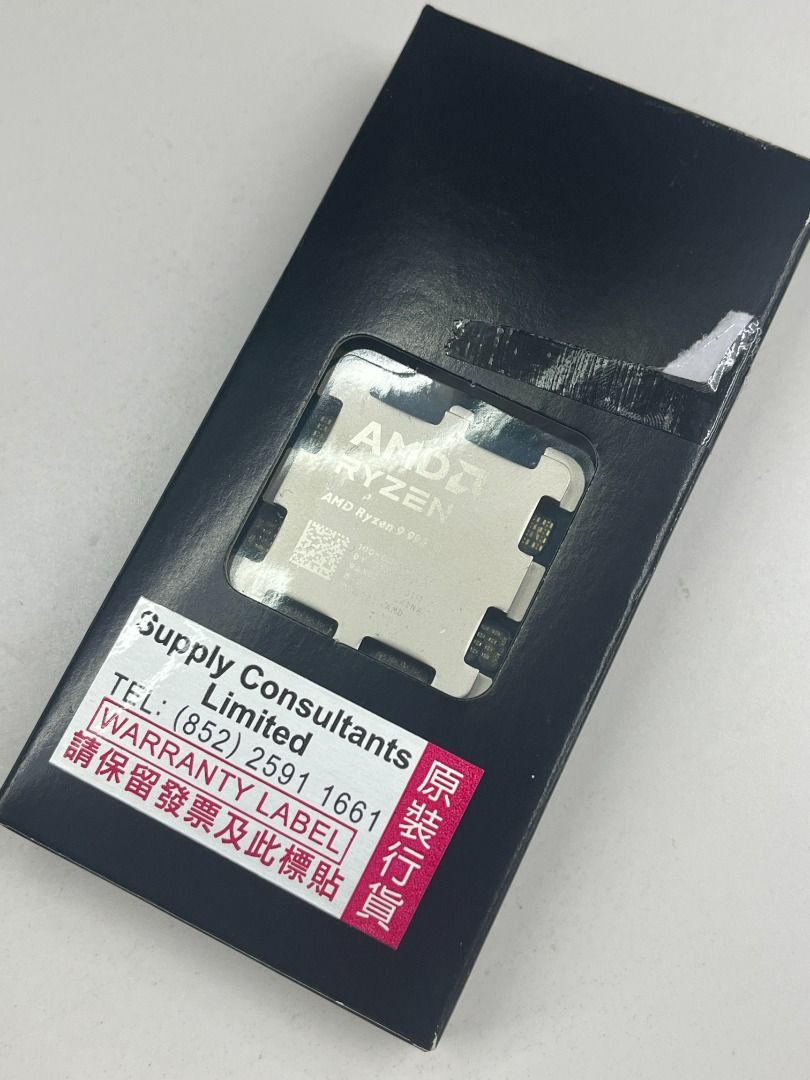 AMD
RYZEN
AMD Ryzen 9
Supply Consultants
Limited
TEL: (852) 2591 1661
WARRANTY LABEL
請保留發票及此標貼
原裝行貨